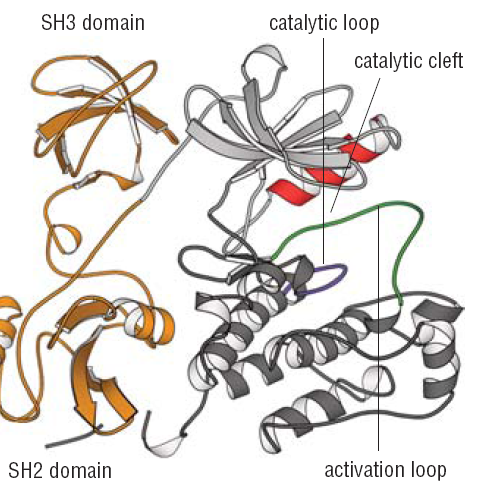 SH3 domain
catalytic loop
catalytic cleft
SH2 domain
activation loop